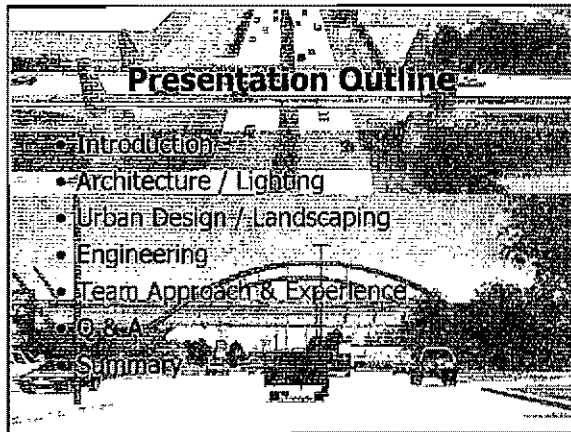 Presentation Outline
• Introduction
• Architecture / Lighting
• Urban Design / Landscaping
• Engineering
• Team Approach & Experience
• Q & A
• Summary